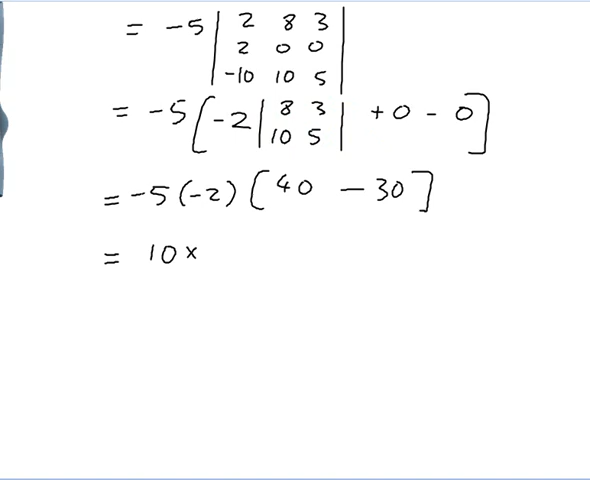 = -5 | 2 8 3 |
| 2 0 0 |
| -10 10 5 |
= -5 [ -2 | 8 3 | + 0 - 0 ]
| 10 5 |
= -5 (-2) [ 40 - 30 ]
= 10 ×